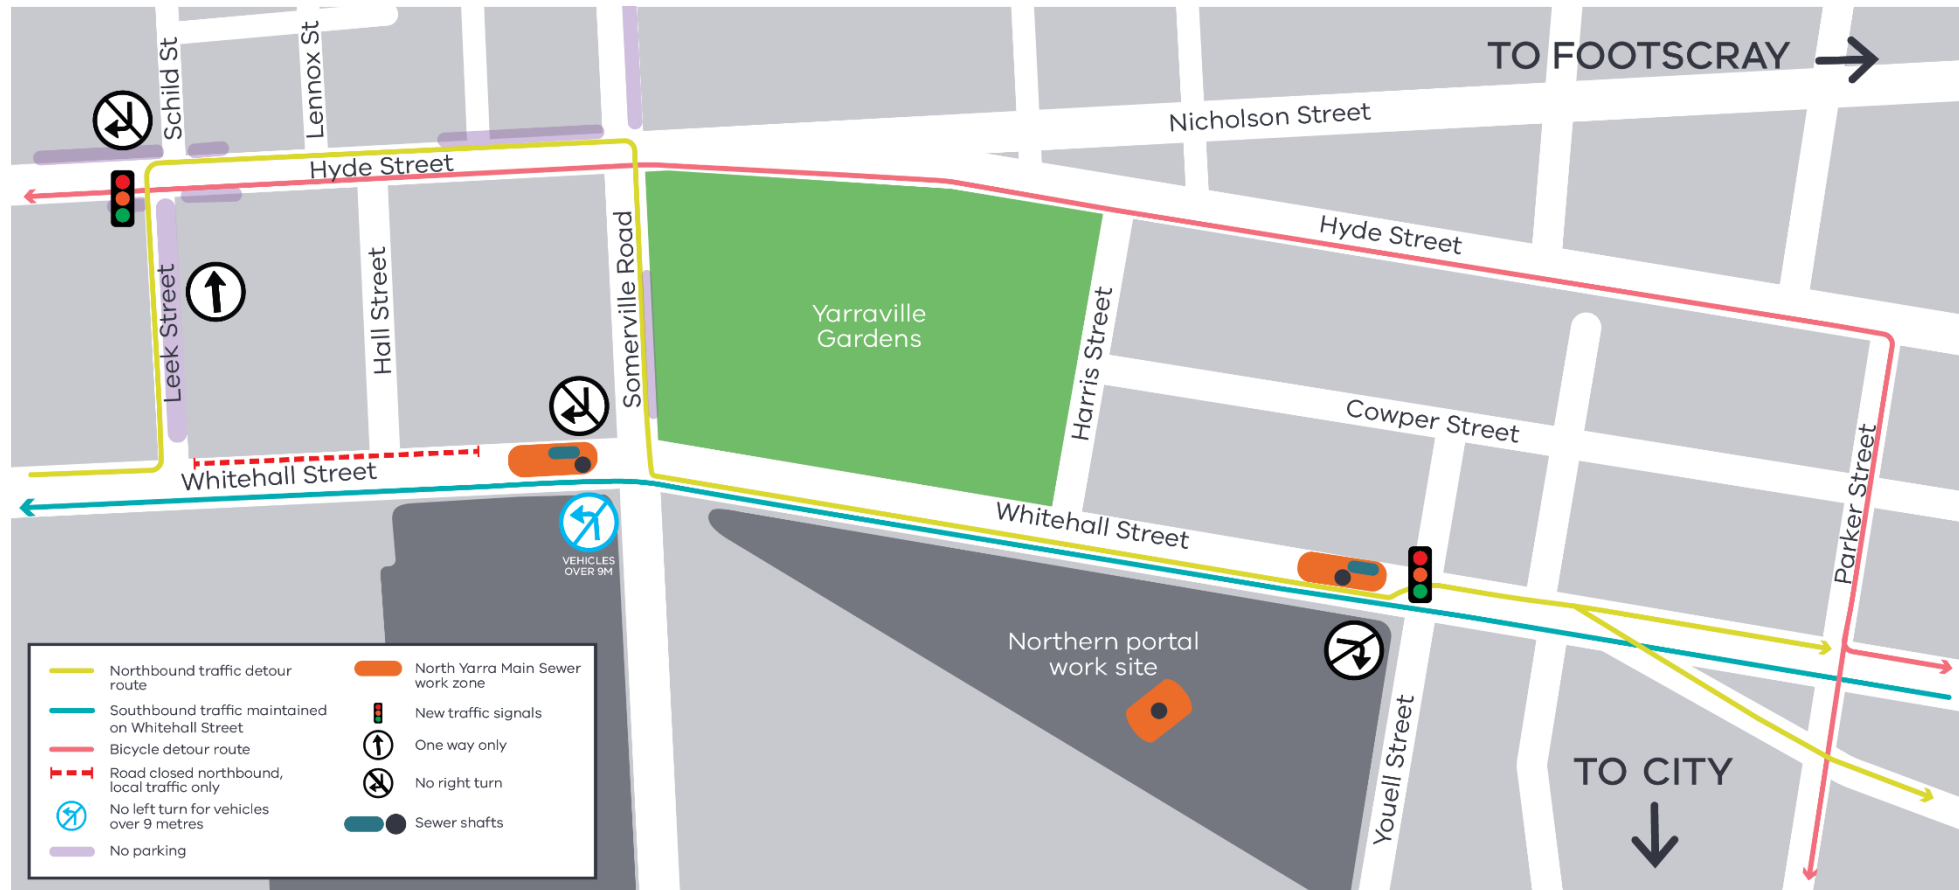 TO FOOTSCRAY
Schild St
Lennox St
Nicholson Street
Hyde Street
Hyde Street
Leek Street
Hall Street
Somerville Road
Yarraville
Gardens
Harris Street
Cowper Street
Parker Street
Whitehall Street
Whitehall Street
VEHICLES
OVER 9M
Northern portal
work site
Youell Street
TO CITY
Northbound traffic detour
route
Southbound traffic maintained
on Whitehall Street
Bicycle detour route
Road closed northbound,
local traffic only
No left turn for vehicles
over 9 metres
No parking
North Yarra Main Sewer
work zone
New traffic signals
One way only
No right turn
Sewer shafts